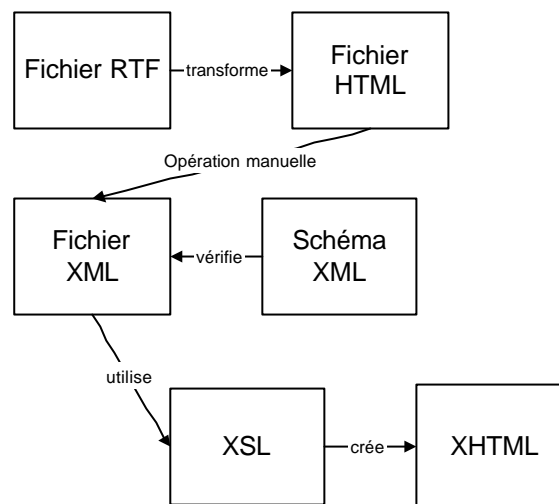 Fichier RTF
transforme
Fichier
HTML
Opération manuelle
Fichier
XML
vérifie
Schéma
XML
utilise
XSL
crée
XHTML